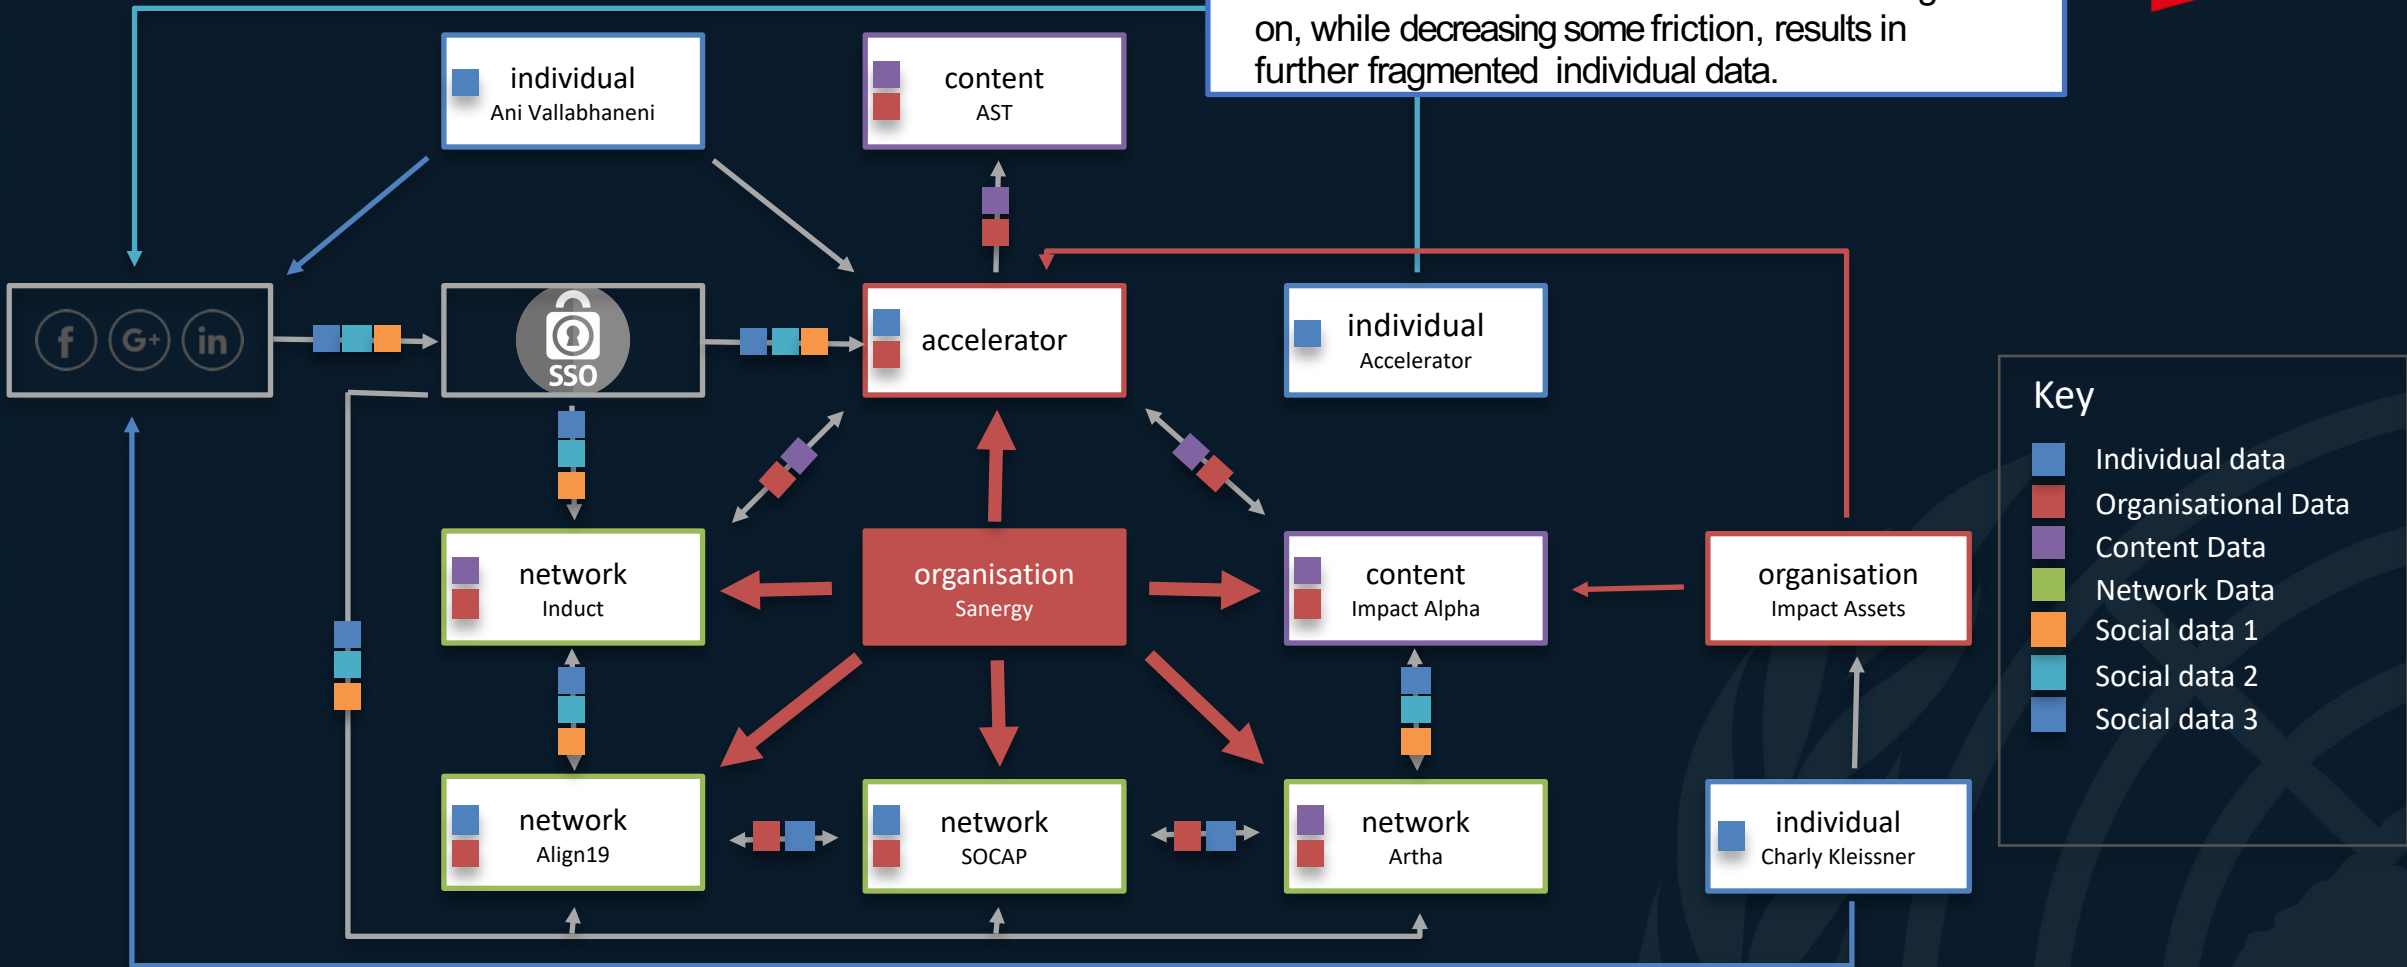 on, while decreasing some friction, results in
further fragmented individual data.
individual
Ani Vallabhaneni
content
AST
f
G+
in
SSO
accelerator
individual
Accelerator
network
Induct
organisation
Sanergy
content
Impact Alpha
organisation
Impact Assets
network
Align19
network
SOCAP
network
Artha
individual
Charly Kleissner
Key
Individual data
Organisational Data
Content Data
Network Data
Social data 1
Social data 2
Social data 3